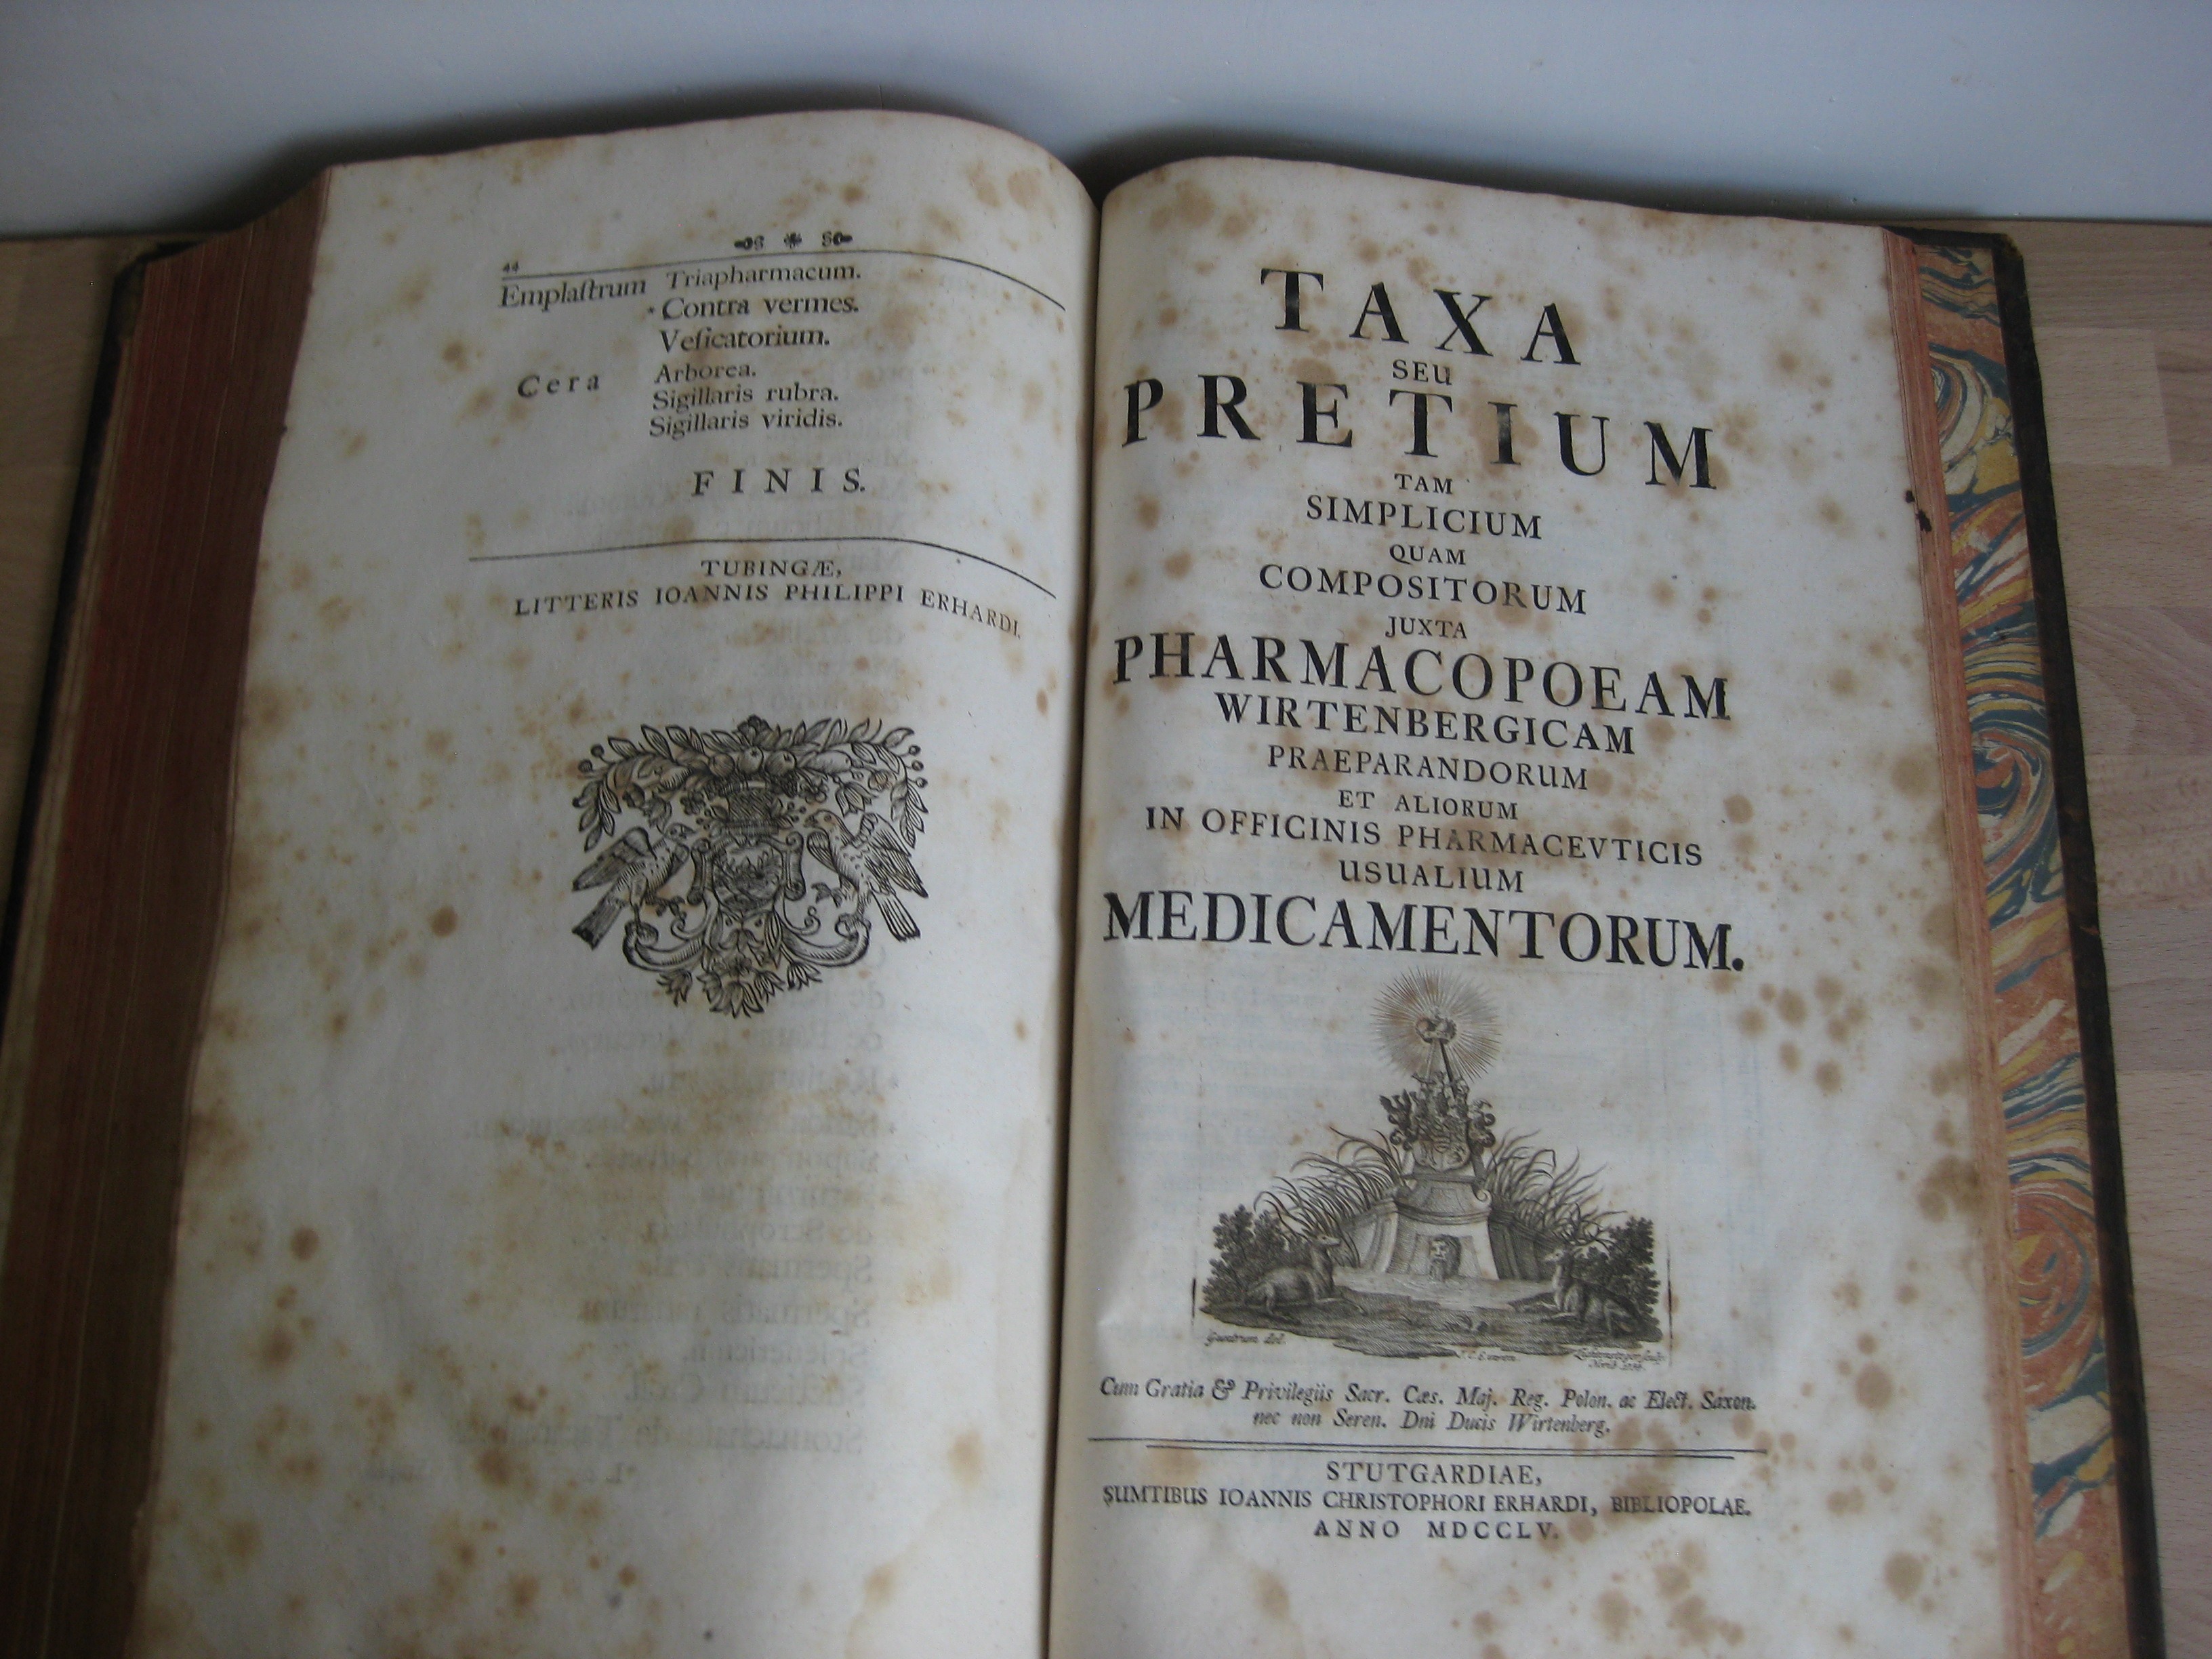 44
Emplaſtrum Triapharmacum.
* Contra vermes.
Veſicatorium.
Cera Arborea.
Sigillaris rubra.
Sigillaris viridis.
FINIS.
TUBINGÆ,
LITTERIS IOANNIS PHILIPPI ERHARDI.
TAXA
SEU
PRETIUM
TAM
SIMPLICIUM
QUAM
COMPOSITORUM
JUXTA
PHARMACOPOEAM
WIRTENBERGICAM
PRAEPARANDORUM
ET ALIORUM
IN OFFICINIS PHARMACEVTICIS
USUALIUM
MEDICAMENTORUM.
Cum Gratia & Privilegiis Sacr. Cæs. Maj. Reg. Polon. ac Elect. Saxon.
nec non Seren. Dni Ducis Wirtenberg.
STUTGARDIAE,
SUMTIBUS IOANNIS CHRISTOPHORI ERHARDI, BIBLIOPOLAE.
ANNO MDCCLV.